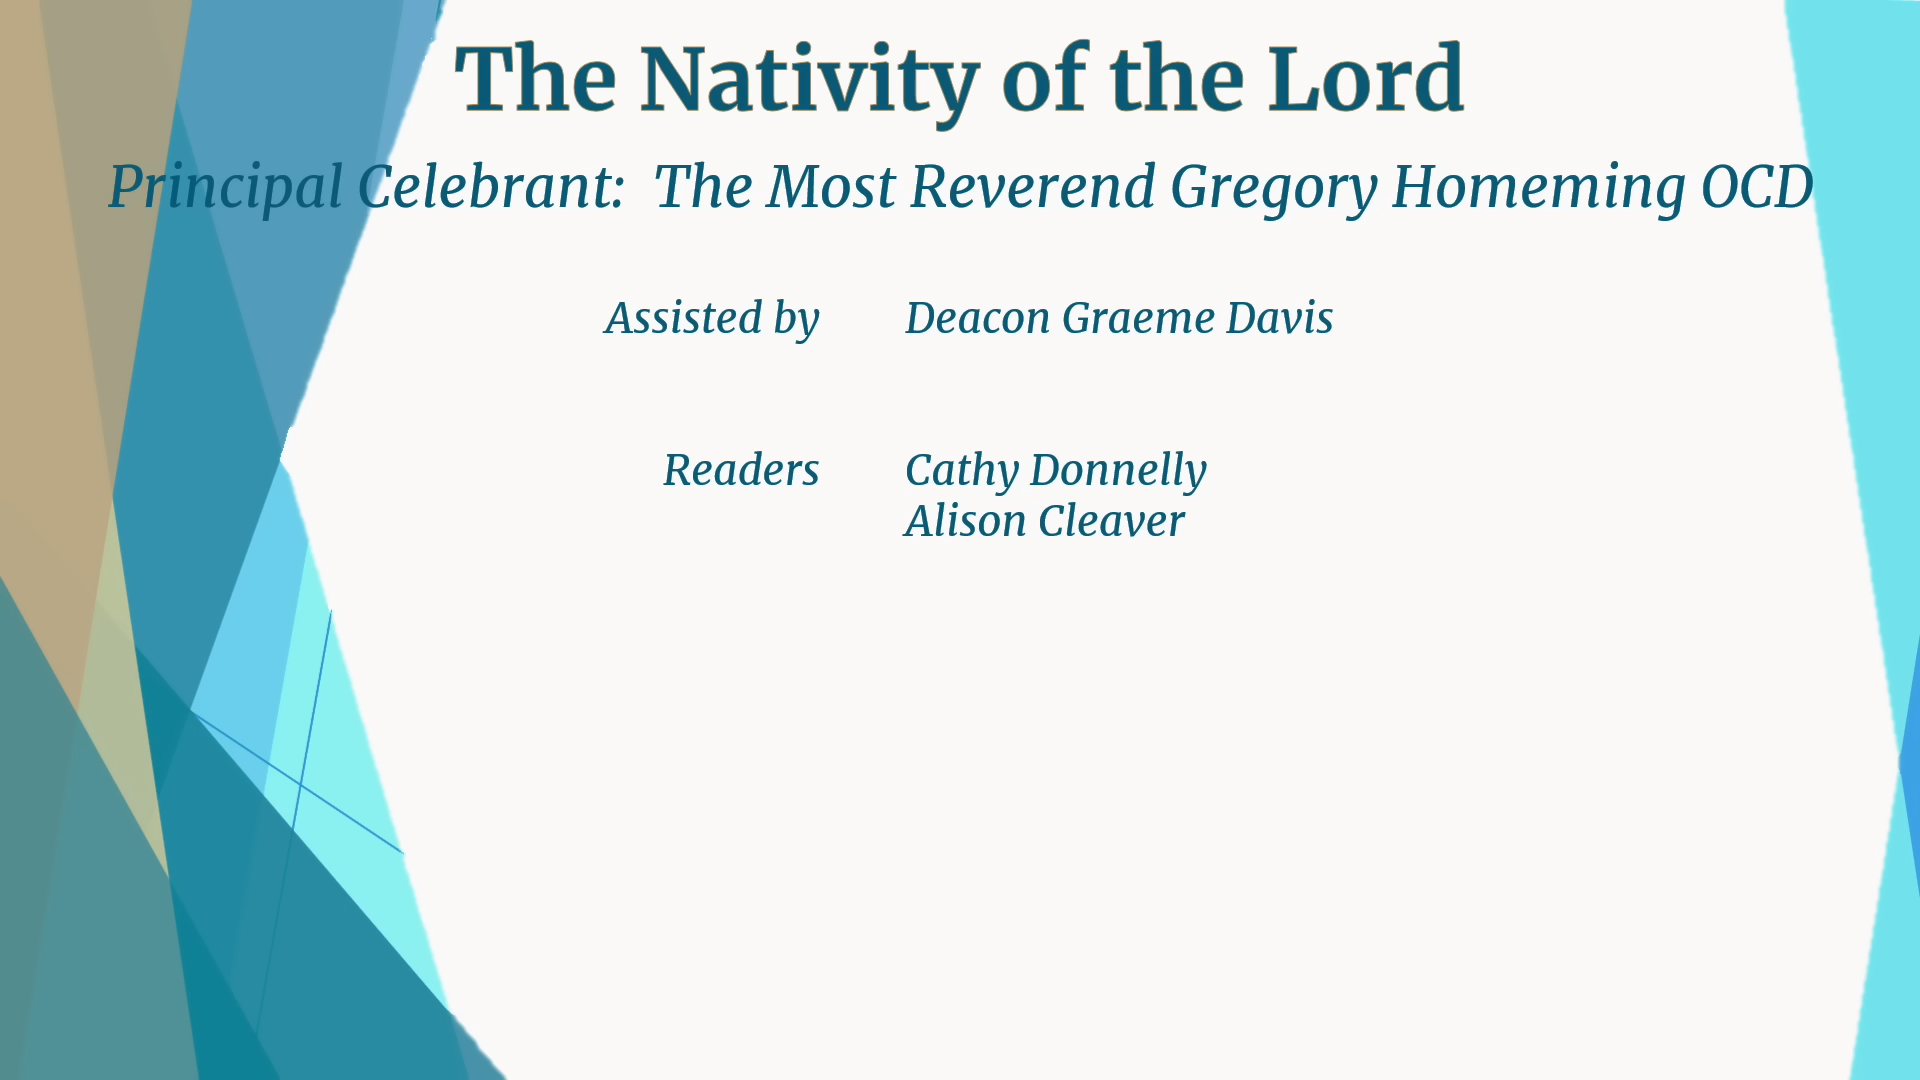 The Nativity of the Lord
Principal Celebrant:  The Most Reverend Gregory Homeming OCD
Assisted by Deacon Graeme Davis
Readers Cathy Donnelly
Alison Cleaver